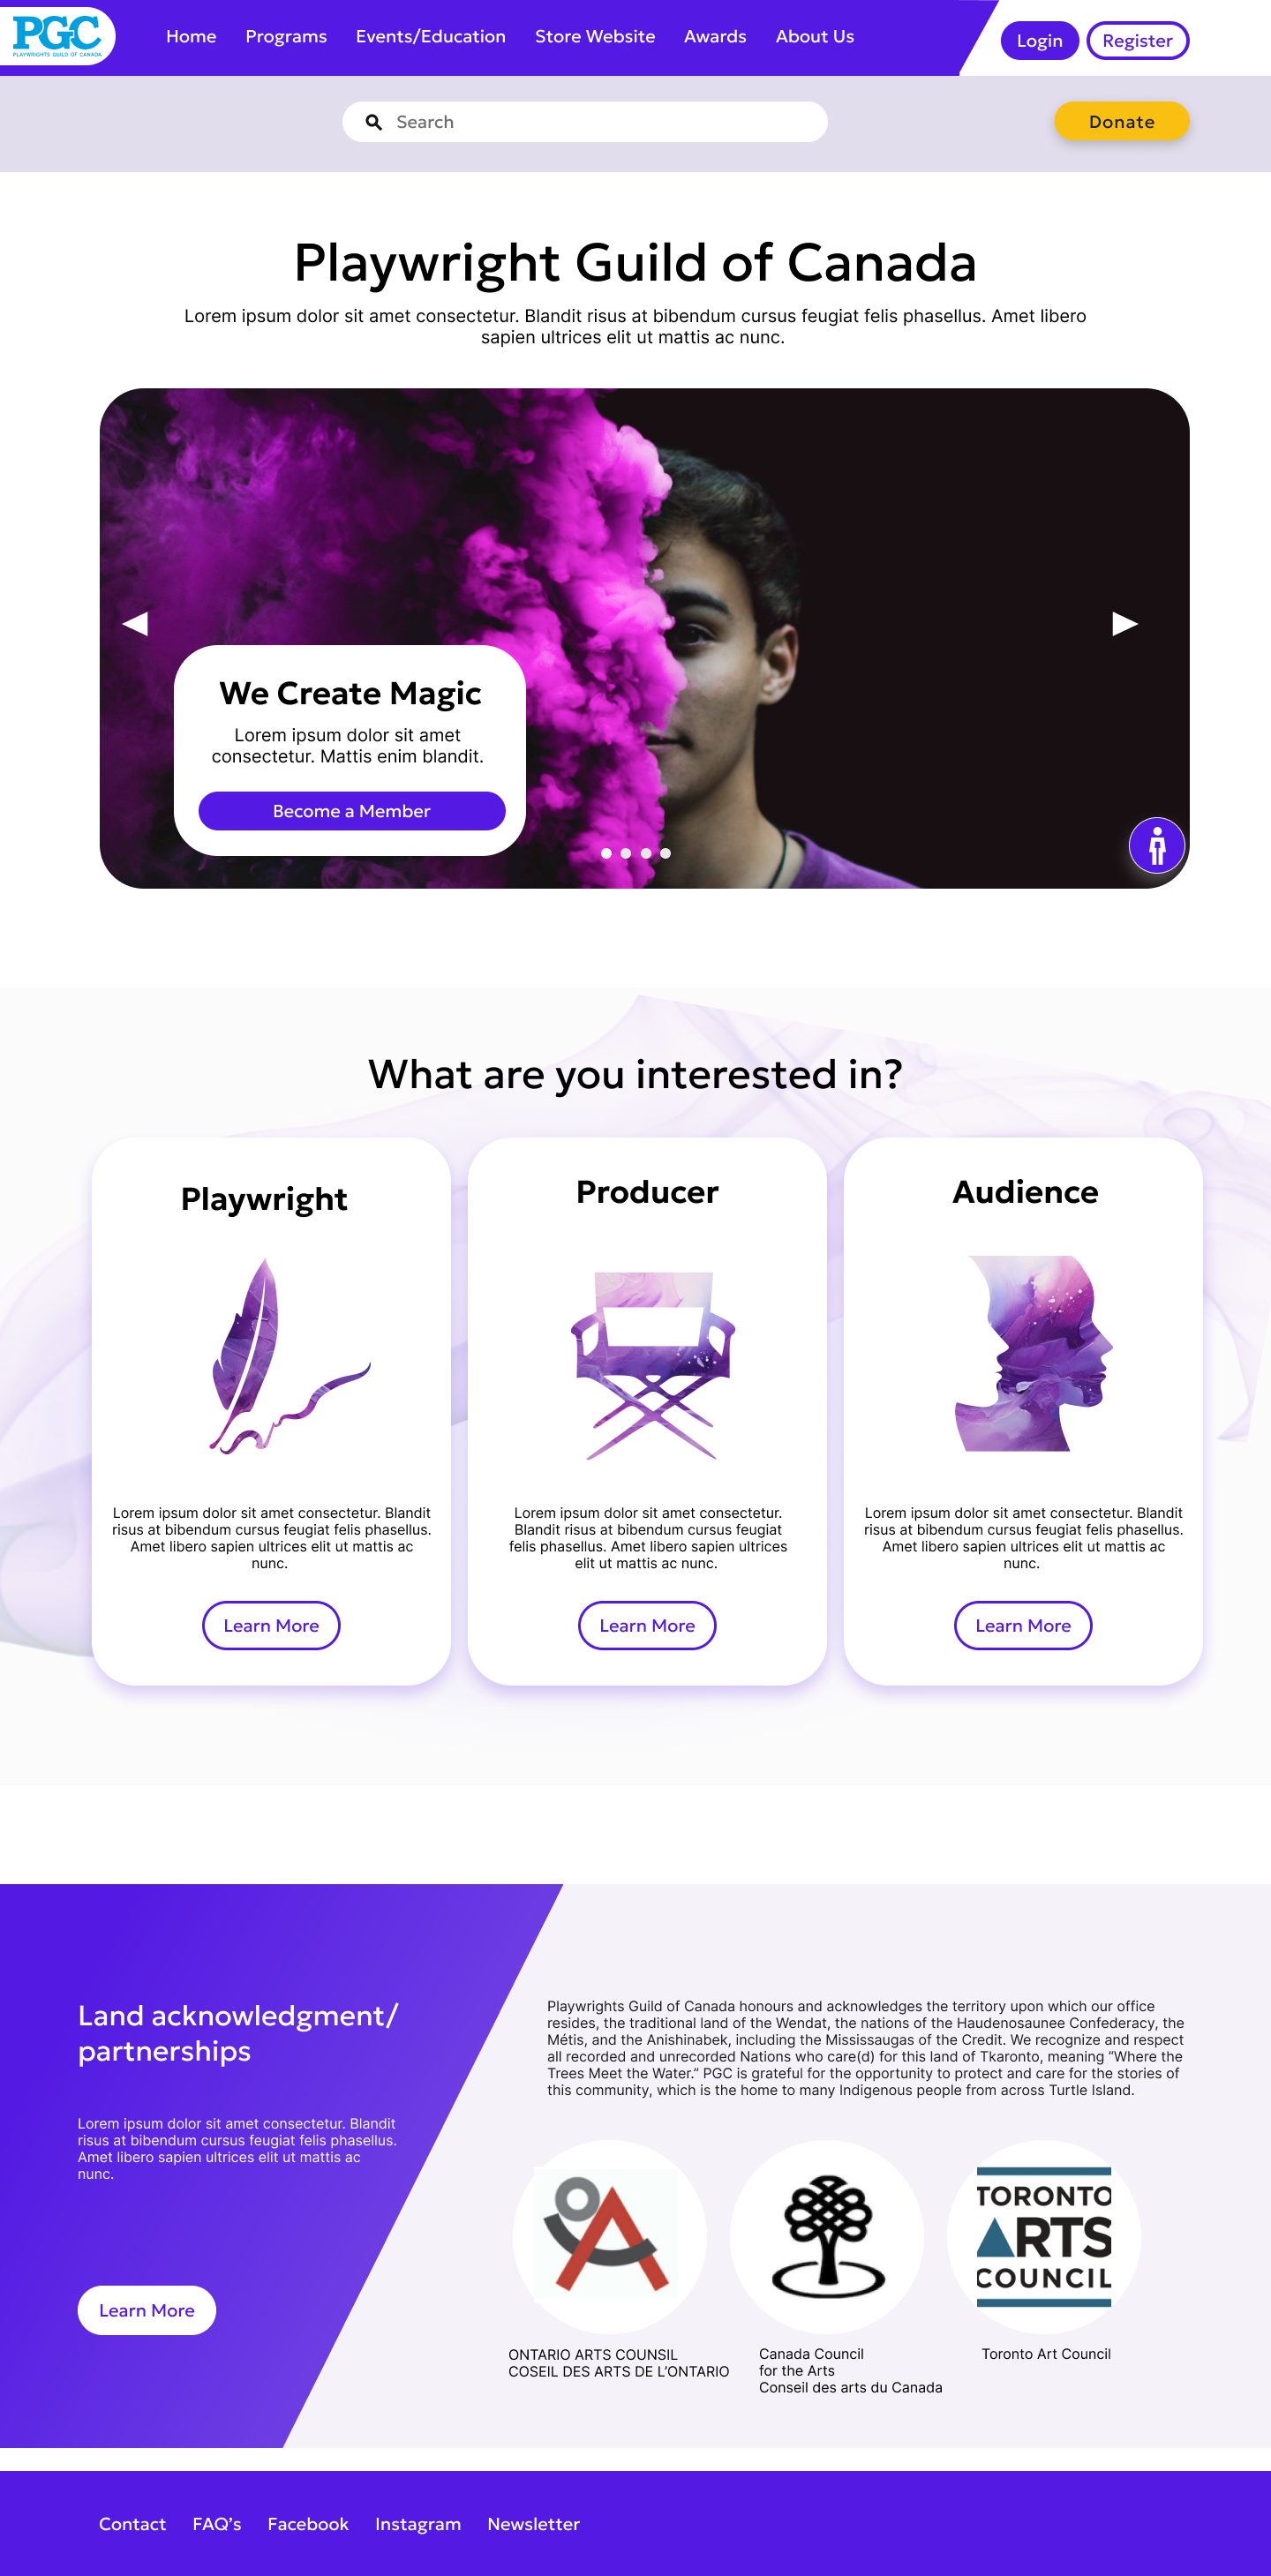 PGC
PLAYWRIGHTS GUILD OF CANADA
Home Programs Events/Education Store Website Awards About Us
Login Register
Search
Donate
Playwright Guild of Canada
Lorem ipsum dolor sit amet consectetur. Blandit risus at bibendum cursus feugiat felis phasellus. Amet libero
sapien ultrices elit ut mattis ac nunc.
We Create Magic
Lorem ipsum dolor sit amet
consectetur. Mattis enim blandit.
Become a Member
What are you interested in?
Playwright
Lorem ipsum dolor sit amet consectetur. Blandit
risus at bibendum cursus feugiat felis phasellus.
Amet libero sapien ultrices elit ut mattis ac
nunc.
Learn More
Producer
Lorem ipsum dolor sit amet consectetur.
Blandit risus at bibendum cursus feugiat
felis phasellus. Amet libero sapien ultrices
elit ut mattis ac nunc.
Learn More
Audience
Lorem ipsum dolor sit amet consectetur. Blandit
risus at bibendum cursus feugiat felis phasellus.
Amet libero sapien ultrices elit ut mattis ac
nunc.
Learn More
Land acknowledgment/
partnerships
Lorem ipsum dolor sit amet consectetur. Blandit
risus at bibendum cursus feugiat felis phasellus.
Amet libero sapien ultrices elit ut mattis ac
nunc.
Learn More
Playwrights Guild of Canada honours and acknowledges the territory upon which our office
resides, the traditional land of the Wendat, the nations of the Haudenosaunee Confederacy, the
Métis, and the Anishinabek, including the Mississaugas of the Credit. We recognize and respect
all recorded and unrecorded Nations who care(d) for this land of Tkaronto, meaning “Where the
Trees Meet the Water.” PGC is grateful for the opportunity to protect and care for the stories of
this community, which is the home to many Indigenous people from across Turtle Island.
TORONTO
ARTS
COUNCIL
ONTARIO ARTS COUNSIL
COSEIL DES ARTS DE L’ONTARIO
Canada Council
for the Arts
Conseil des arts du Canada
Toronto Art Council
Contact FAQ’s Facebook Instagram Newsletter